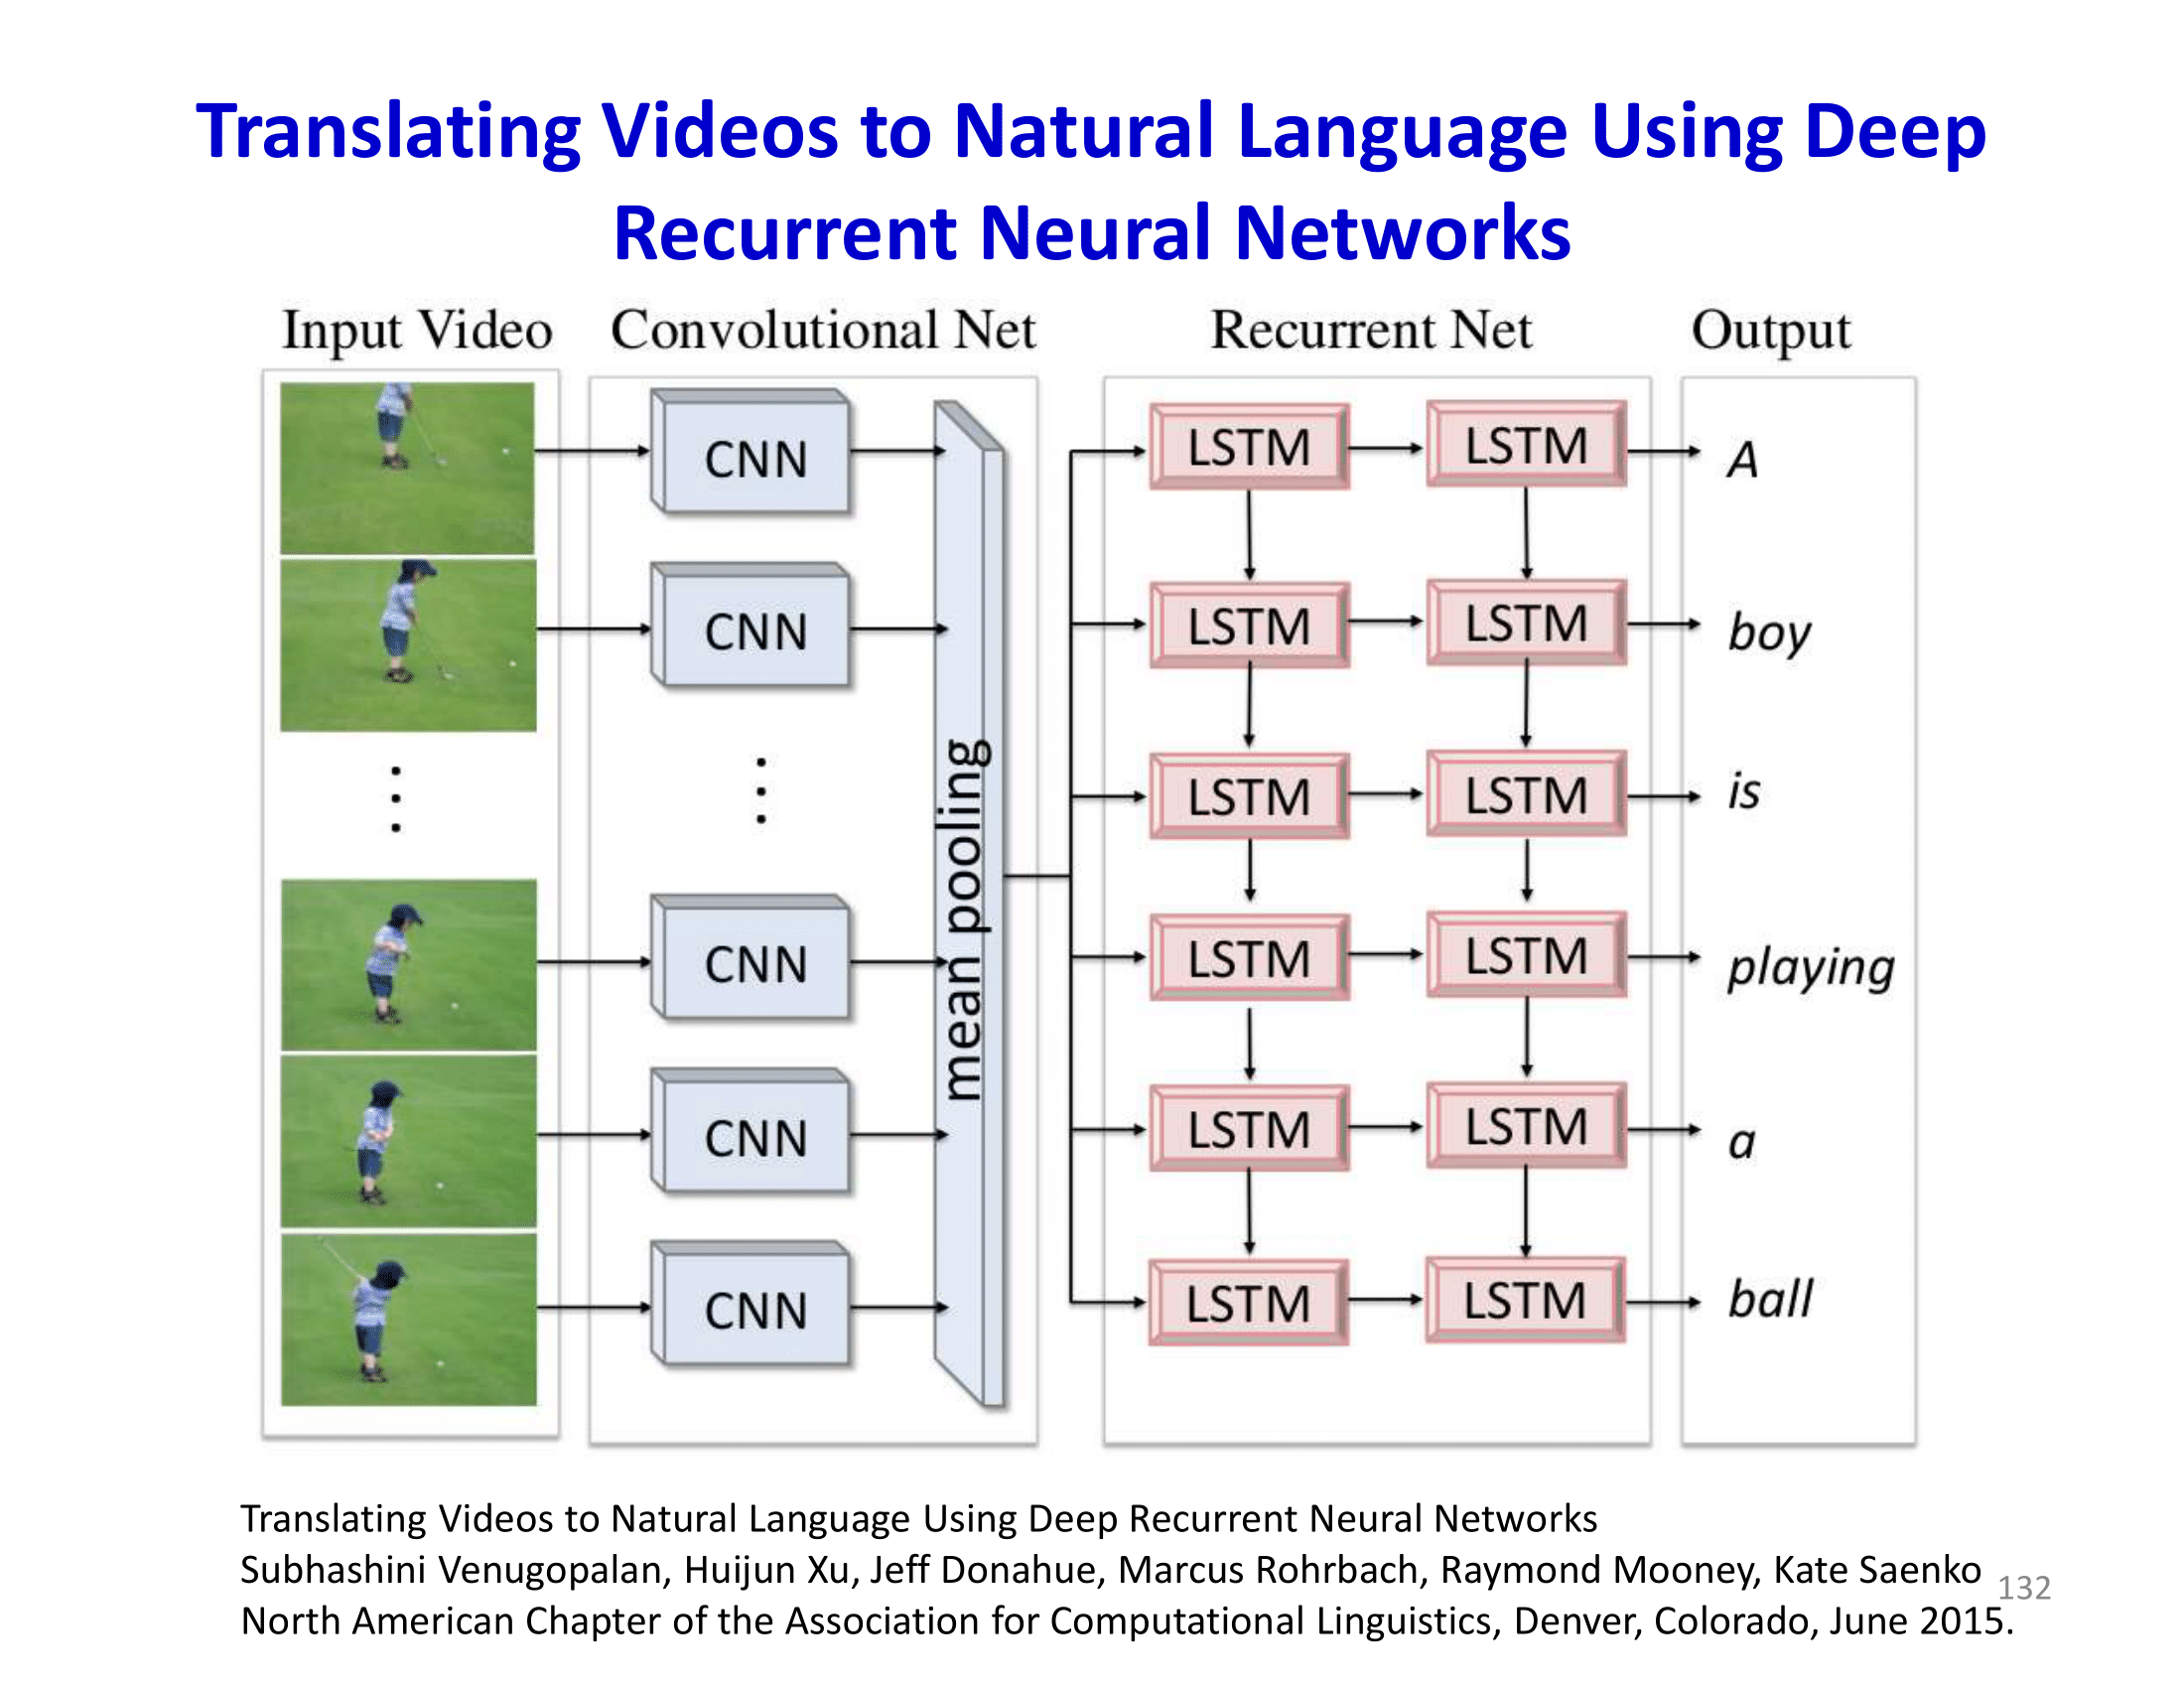 Translating Videos to Natural Language Using Deep
Recurrent Neural Networks
Input Video
Convolutional Net
Recurrent Net
Output
CNN
LSTM
LSTM
A
CNN
LSTM
LSTM
boy
LSTM
LSTM
is
mean pooling
CNN
LSTM
LSTM
playing
CNN
LSTM
LSTM
a
CNN
LSTM
LSTM
ball
Translating Videos to Natural Language Using Deep Recurrent Neural Networks
Subhashini Venugopalan, Huijun Xu, Jeff Donahue, Marcus Rohrbach, Raymond Mooney, Kate Saenko
North American Chapter of the Association for Computational Linguistics, Denver, Colorado, June 2015.
132